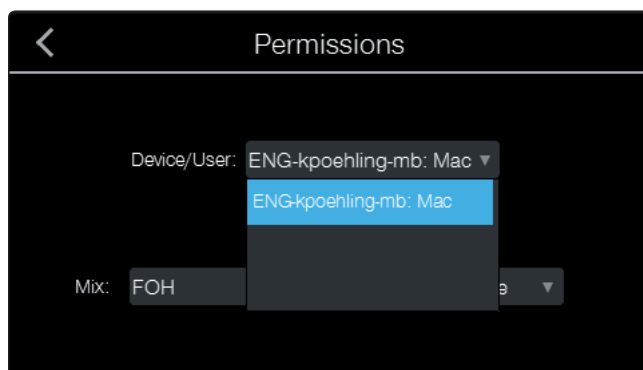 Permissions
Device/User: ENG-kpoehling-mb: Mac
ENG-kpoehling-mb: Mac
Mix: FOH